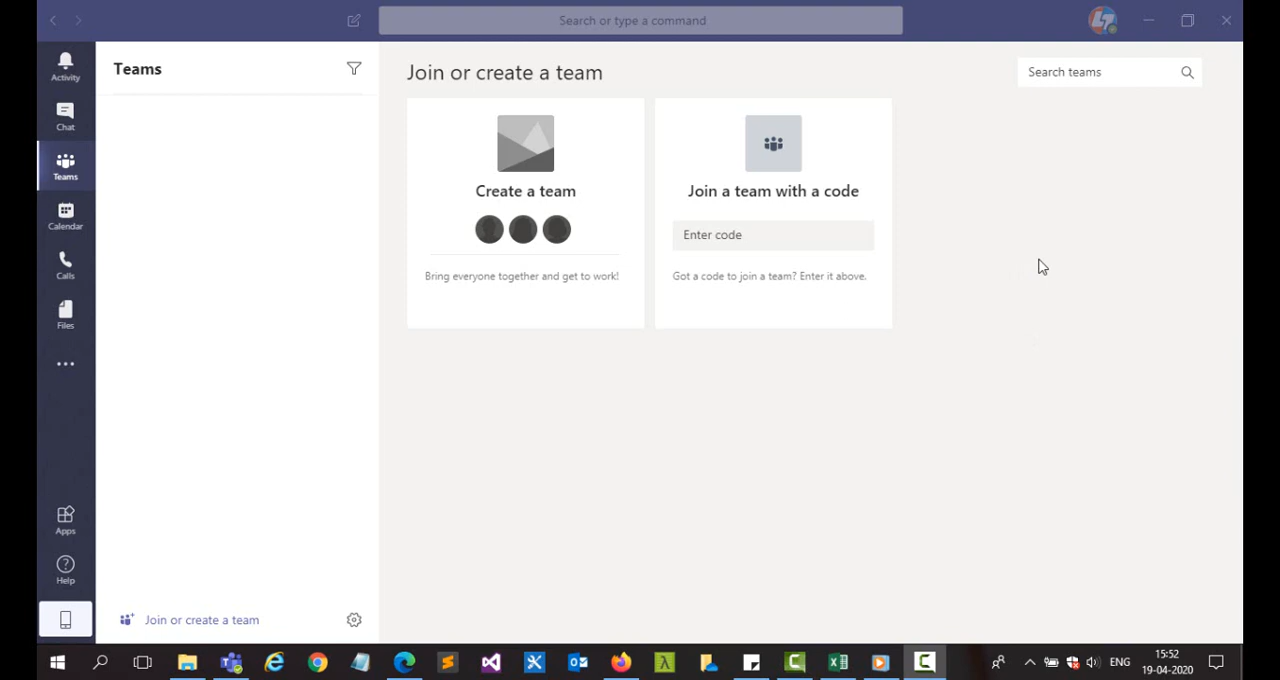 Search or type a command
Activity
Chat
Teams
Calendar
Calls
Files
Apps
Help
Teams
Join or create a team
Join or create a team
Search teams
Create a team
Bring everyone together and get to work!
Join a team with a code
Enter code
Got a code to join a team? Enter it above.
ENG
15:52
19-04-2020